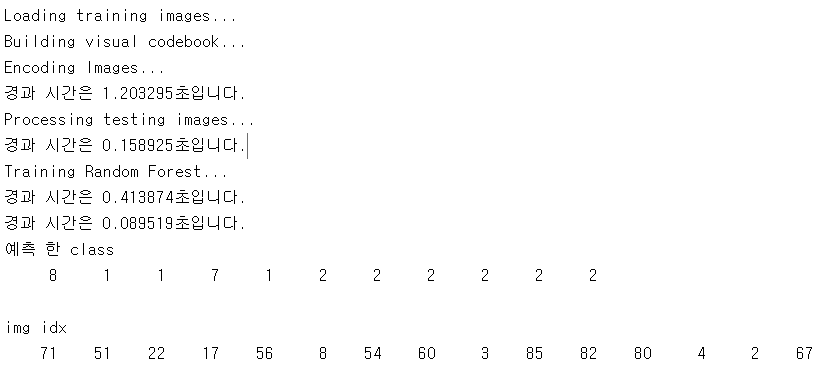 Loading training images...
Building visual codebook...
Encoding Images...
경과 시간은 1.203295초입니다.
Processing testing images...
경과 시간은 0.158925초입니다.
Training Random Forest...
경과 시간은 0.413874초입니다.
경과 시간은 0.089519초입니다.
예측 한 class
8 1 1 7 1 2 2 2 2 2 2
img idx
71 51 22 17 56 8 54 60 3 85 82 80 4 2 67